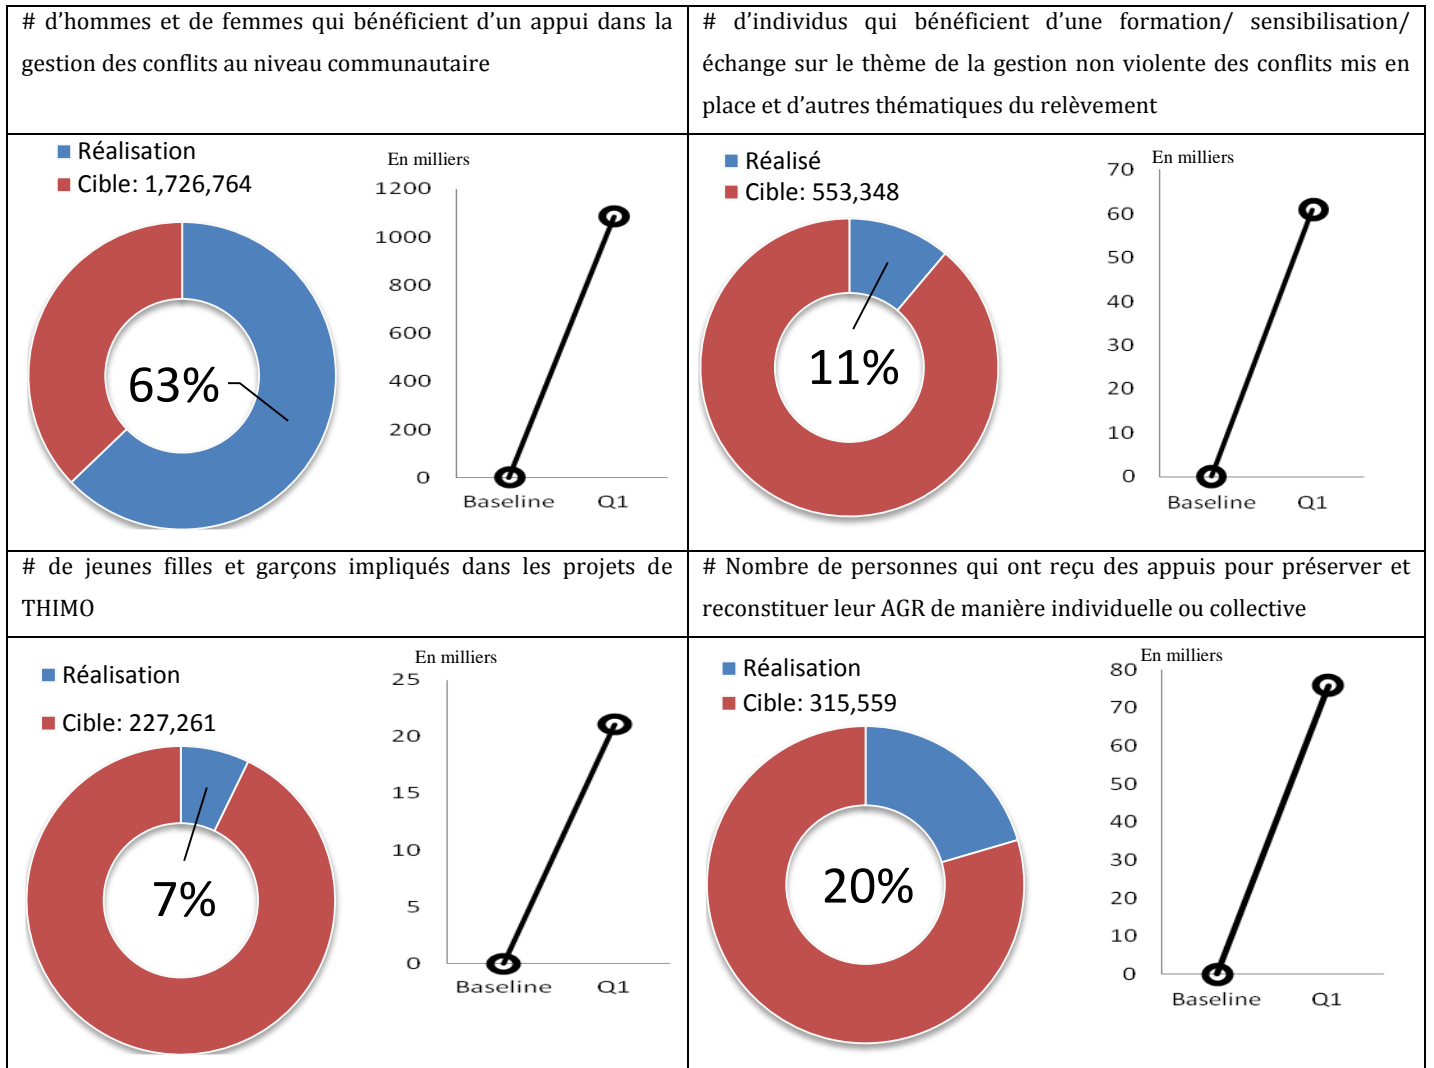 # d’hommes et de femmes qui bénéficient d’un appui dans la
gestion des conflits au niveau communautaire
# d’individus qui bénéficient d’une formation/ sensibilisation/
échange sur le thème de la gestion non violente des conflits mis en
place et d’autres thématiques du relèvement
Réalisation
Cible: 1,726,764
63%
En milliers
1200
1000
800
600
400
200
0
Baseline Q1
Réalisé
Cible: 553,348
11%
En milliers
70
60
50
40
30
20
10
0
Baseline Q1
# de jeunes filles et garçons impliqués dans les projets de
THIMO
# Nombre de personnes qui ont reçu des appuis pour préserver et
reconstituer leur AGR de manière individuelle ou collective
Réalisation
Cible: 227,261
7%
En milliers
25
20
15
10
5
0
Baseline Q1
Réalisation
Cible: 315,559
20%
En milliers
80
70
60
50
40
30
20
10
0
Baseline Q1